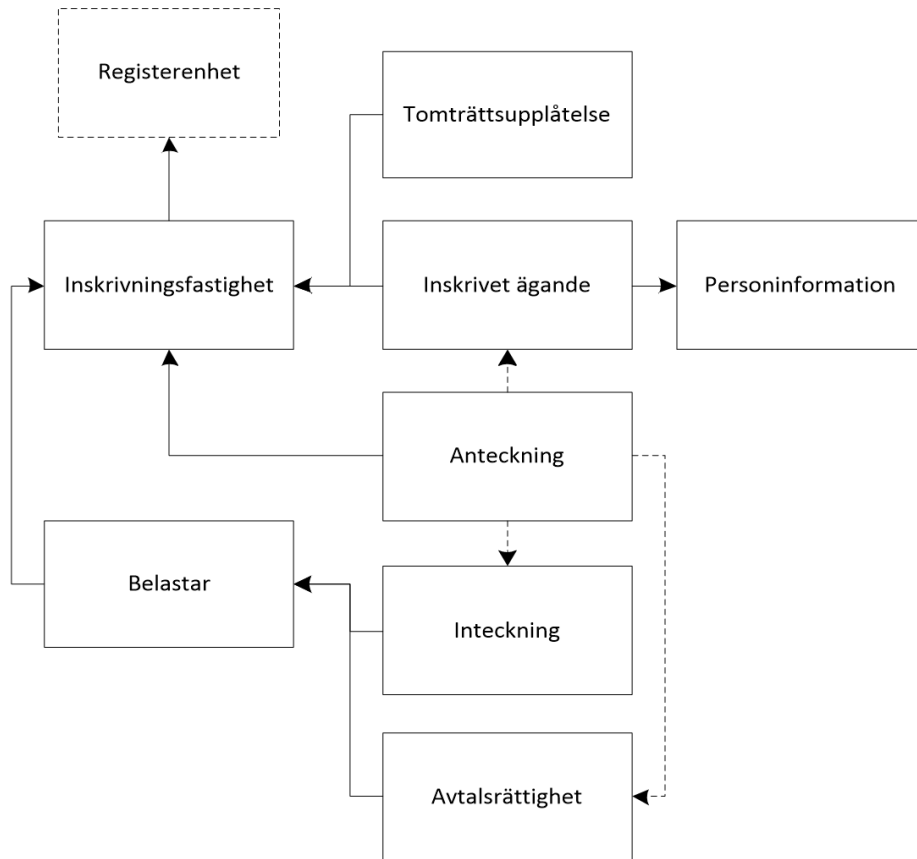 Registerenhet
Tomträttsupplåtelse
Inskrivningsfastighet
Inskrivet ägande
Personinformation
Anteckning
Belastar
Inteckning
Avtalsrättighet